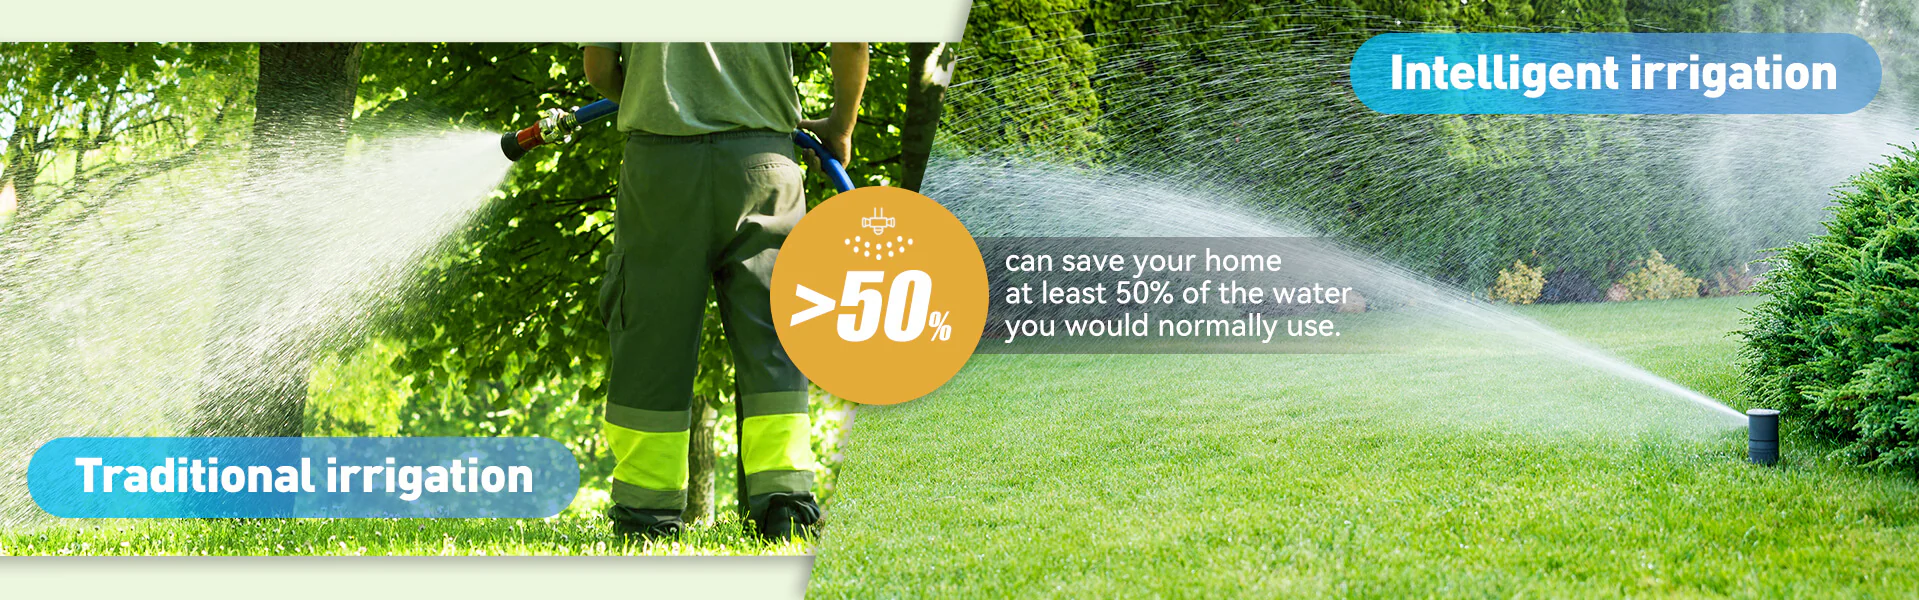 Intelligent irrigation
>50%
can save your home
at least 50% of the water
you would normally use.
Traditional irrigation